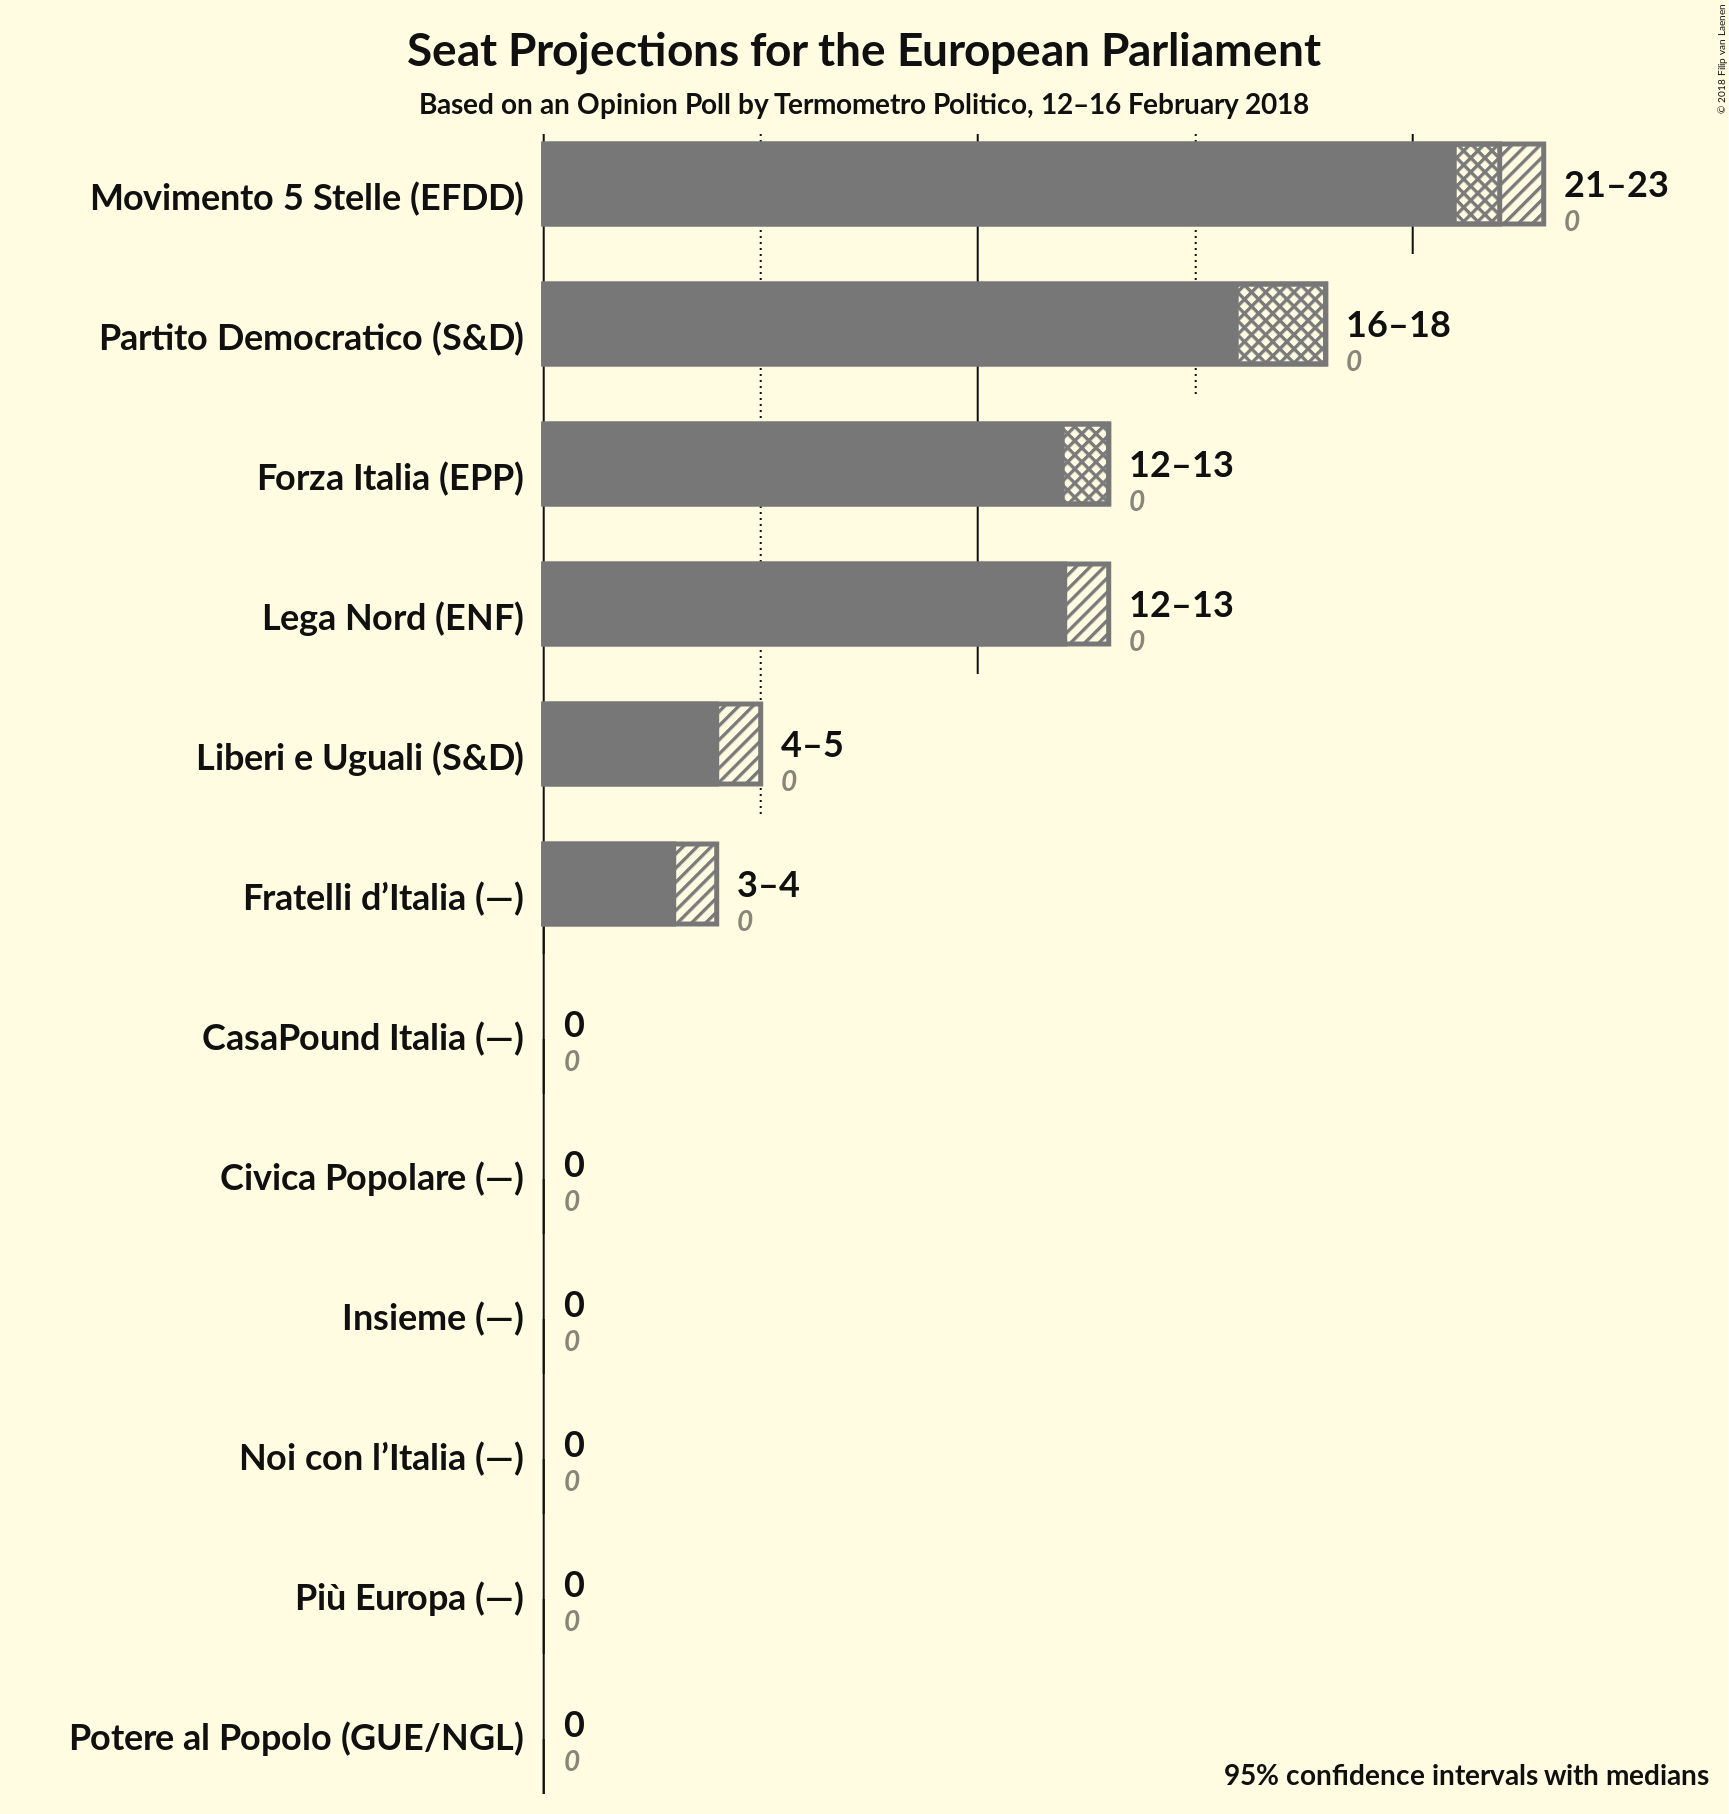 Seat Projections for the European Parliament
Based on an Opinion Poll by Termometro Politico, 12–16 February 2018
© 2018 Filip van Laenen
Movimento 5 Stelle (EFDD)
21–23
0
Partito Democratico (S&D)
16–18
0
Forza Italia (EPP)
12–13
0
Lega Nord (ENF)
12–13
0
Liberi e Uguali (S&D)
4–5
0
Fratelli d’Italia (—)
3–4
0
CasaPound Italia (—)
0
0
Civica Popolare (—)
0
0
Insieme (—)
0
0
Noi con l’Italia (—)
0
0
Più Europa (—)
0
0
Potere al Popolo (GUE/NGL)
0
0
95% confidence intervals with medians